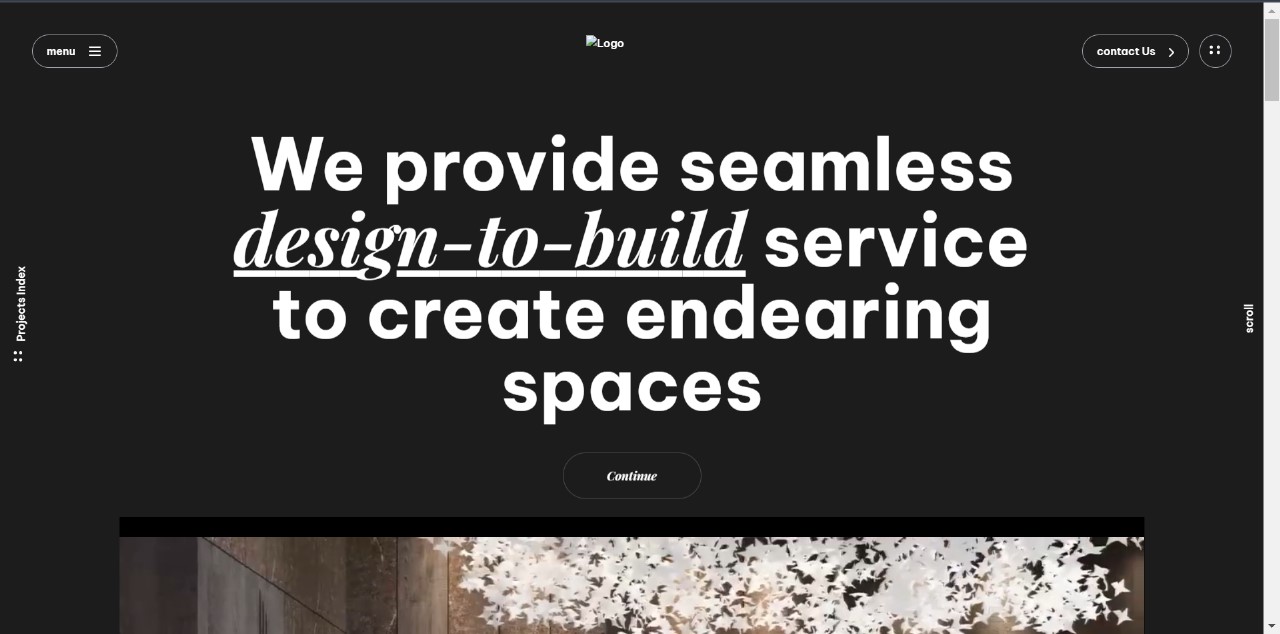 menu
Logo
contact Us
We provide seamless
design-to-build service
to create endearing
spaces
Projects Index
scroll
Continue